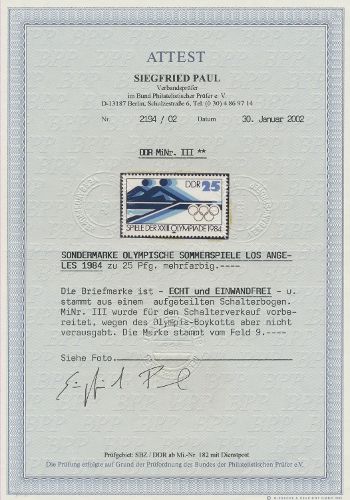 ATTEST
SIEGFRIED PAUL
Verbandsprüfer
im Bund Philatelistischer Prüfer e.V.
D-13187 Berlin, Schulzestraße 6, Tel. (0 30) 4 86 97 14
Nr. 2194 / 02 Datum 30. Januar 2002
DDR MiNr. III **
DDR 25
SPIELE DER XXIII. OLYMPIADE 1984
SONDERMARKE OLYMPISCHE SOMMERSPIELE LOS ANGE-
LES 1984 zu 25 Pfg. mehrfarbig.----
Die Briefmarke ist - ECHT und EINWANDFREI - u.
stammt aus einem aufgeteilten Schalterbogen.
MiNr. III wurde für den Schalterverkauf vorbe-
reitet, wegen des Olympia-Boykotts aber nicht
verausgabt. Die Marke stammt vom Feld 9.----
Siehe Foto.
Siegfried Paul
Prüfgebiet: SBZ / DDR ab Mi.-Nr. 182 mit Dienstpost
Die Prüfung erfolgte auf Grund der Prüfordnung des Bundes der Philatelistischen Prüfer e.V.